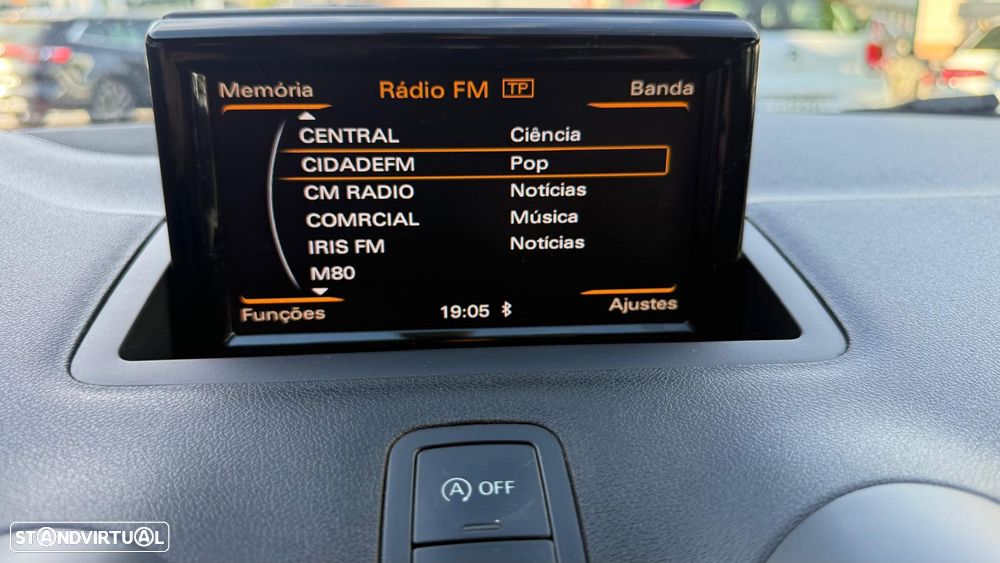 Memória Rádio FM TP Banda
CENTRAL Ciência
CIDADEFM Pop
CM RADIO Notícias
COMRCIAL Música
IRIS FM Notícias
M80
Funções 19:05 Ajustes
A OFF
STANDVIRTUAL